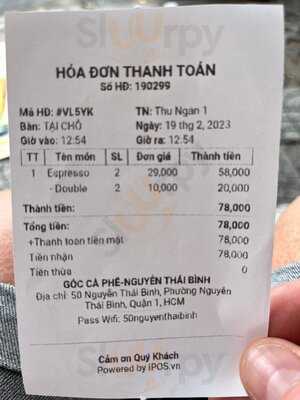 HÓA ĐƠN THANH TOÁN
Số HĐ: 190299
Mã HĐ: #VL5YK TN: Thu Ngân 1
Bàn: TẠI CHỖ Ngày: 19 thg 2, 2023
Giờ vào: 12:54 Giờ ra: 12:54
TT Tên món SL Đơn giá Thành tiền
1 Espresso 2 29,000 58,000
- Double 2 10,000 20,000
Thành tiền: 78,000
Tổng tiền: 78,000
+Thanh toán tiền mặt 78,000
Tiền nhận 78,000
Tiền thừa 0
GÓC CÀ PHÊ-NGUYỄN THÁI BÌNH
Địa chỉ: 50 Nguyễn Thái Bình, Phường Nguyễn
Thái Bình, Quận 1, HCM
Pass Wifi: 50nguyenthaibinh
Cảm ơn Quý Khách
Powered by iPOS.vn
Sluurpy
Sluurpy
Sluurpy